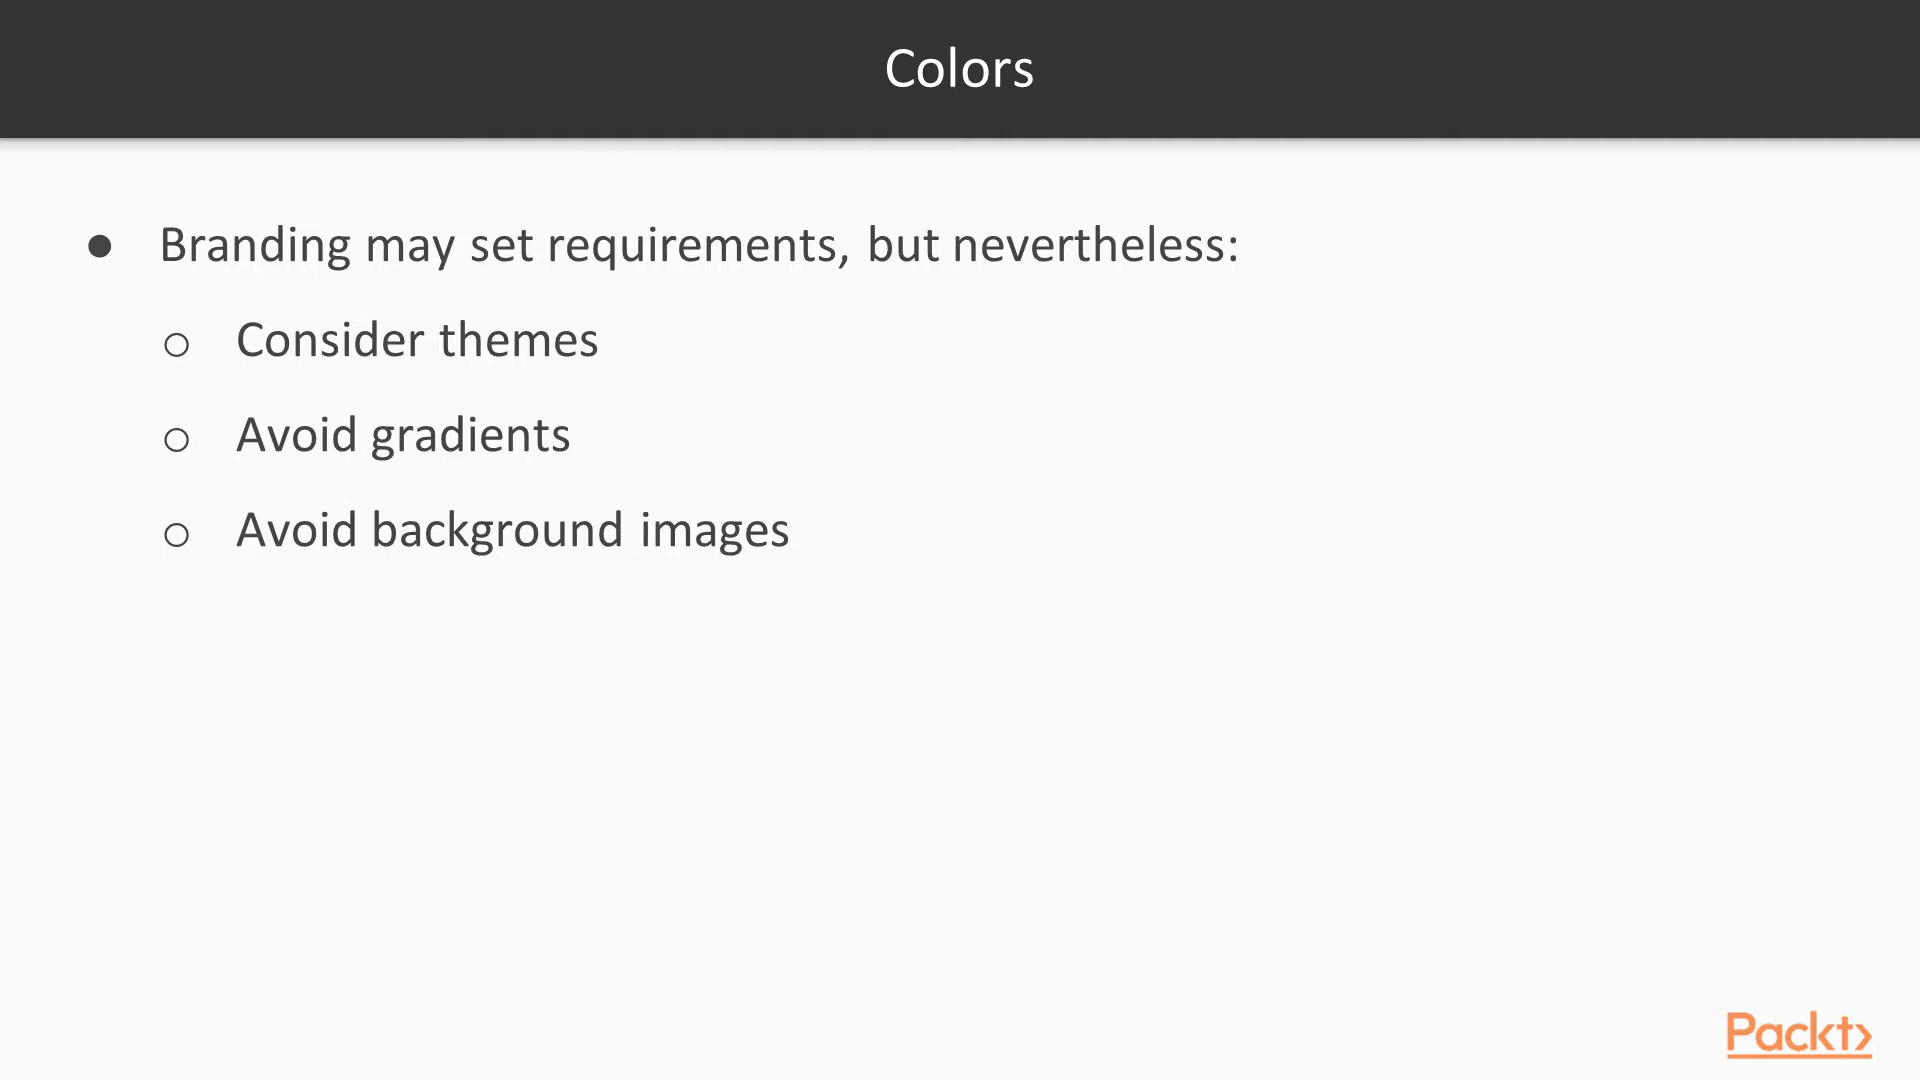 Colors
● Branding may set requirements, but nevertheless:
○ Consider themes
○ Avoid gradients
○ Avoid background images
Packt>